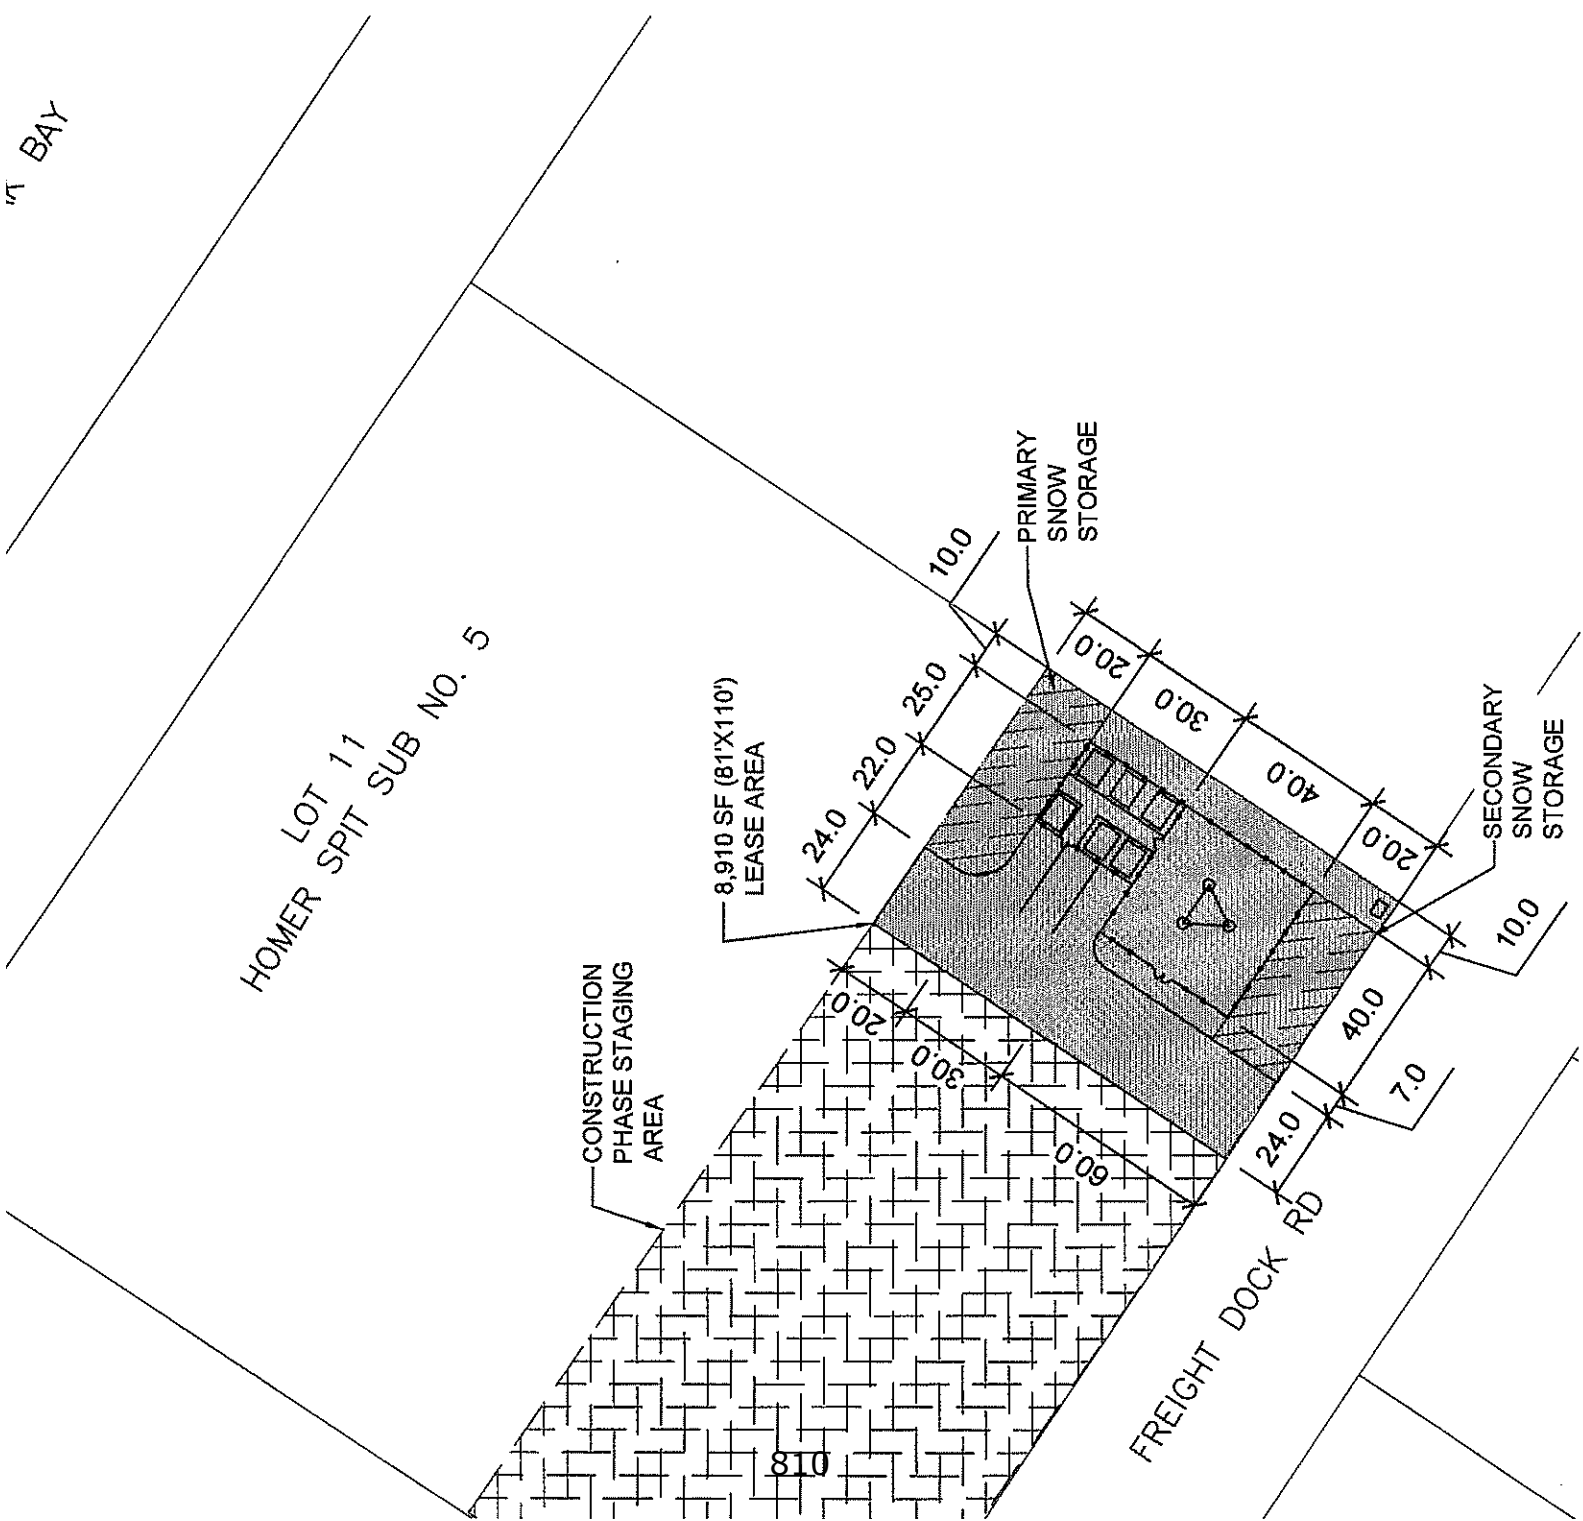 BAY
LOT 11
HOMER SPIT SUB NO. 5
PRIMARY
SNOW
STORAGE
10.0
25.0
22.0
24.0
8,910 SF (81'X110')
LEASE AREA
20.0
30.0
40.0
20.0
SECONDARY
SNOW
STORAGE
CONSTRUCTION
PHASE STAGING
AREA
20.0
30.0
60.0
10.0
40.0
7.0
24.0
FREIGHT DOCK RD
810